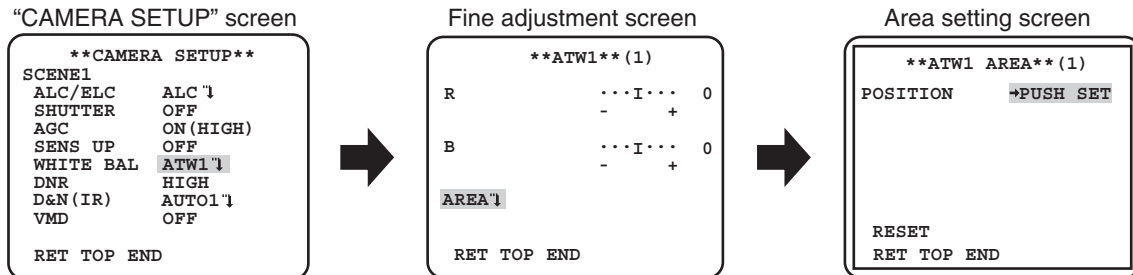 “CAMERA SETUP” screen
**CAMERA SETUP**
SCENE1
ALC/ELC ALC
SHUTTER OFF
AGC ON(HIGH)
SENS UP OFF
WHITE BAL ATW1
DNR HIGH
D&N(IR) AUTO1
VMD OFF
RET TOP END
Fine adjustment screen
**ATW1**(1)
R ···I··· 0
- +
B ···I··· 0
- +
AREA
RET TOP END
Area setting screen
**ATW1 AREA**(1)
POSITION →PUSH SET
RESET
RET TOP END